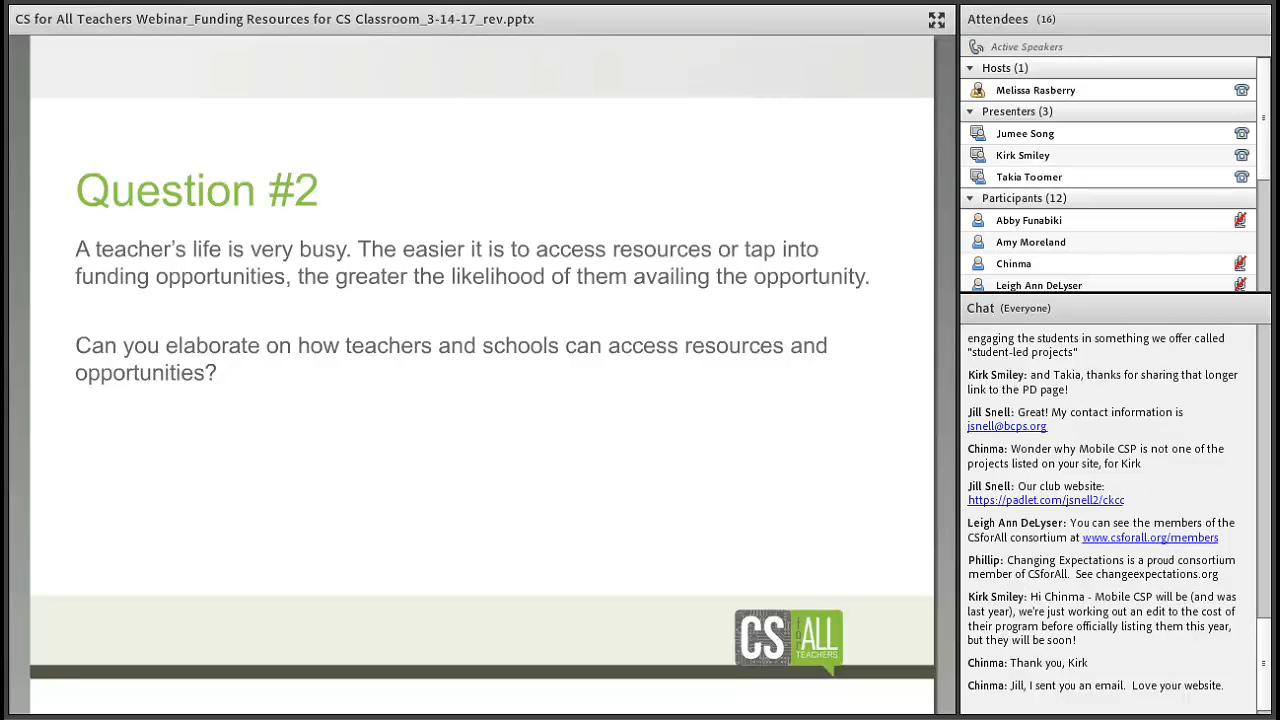 CS for All Teachers Webinar_Funding Resources for CS Classroom_3-14-17_rev.pptx
Question #2
A teacher's life is very busy. The easier it is to access resources or tap into
funding opportunities, the greater the likelihood of them availing the opportunity.
Can you elaborate on how teachers and schools can access resources and
opportunities?
CS
FOR
ALL
TEACHERS
Attendees (16)
Active Speakers
Hosts (1)
Melissa Rasberry
Presenters (3)
Jumee Song
Kirk Smiley
Takia Toomer
Participants (12)
Abby Funabiki
Amy Moreland
Chinma
Leigh Ann DeLyser
Chat (Everyone)
engaging the students in something we offer called
"student-led projects"
Kirk Smiley: and Takia, thanks for sharing that longer
link to the PD page!
Jill Snell: Great! My contact information is
jsnell@bcps.org
Chinma: Wonder why Mobile CSP is not one of the
projects listed on your site, for Kirk
Jill Snell: Our club website:
https://padlet.com/jsnell2/ckcc
Leigh Ann DeLyser: You can see the members of the
CSforAll consortium at www.csforall.org/members
Phillip: Changing Expectations is a proud consortium
member of CSforAll. See changeexpectations.org
Kirk Smiley: Hi Chinma - Mobile CSP will be (and was
last year), we're just working out an edit to the cost of
their program before officially listing them this year,
but they will be soon!
Chinma: Thank you, Kirk
Chinma: Jill, I sent you an email. Love your website.